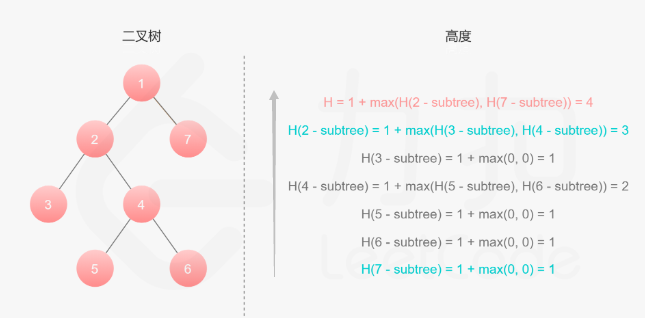 二叉树
高度
1
2
7
3
4
5
6
H = 1 + max(H(2 - subtree), H(7 - subtree)) = 4
H(2 - subtree) = 1 + max(H(3 - subtree), H(4 - subtree)) = 3
H(3 - subtree) = 1 + max(0, 0) = 1
H(4 - subtree) = 1 + max(H(5 - subtree), H(6 - subtree)) = 2
H(5 - subtree) = 1 + max(0, 0) = 1
H(6 - subtree) = 1 + max(0, 0) = 1
H(7 - subtree) = 1 + max(0, 0) = 1
力扣
LeetCode